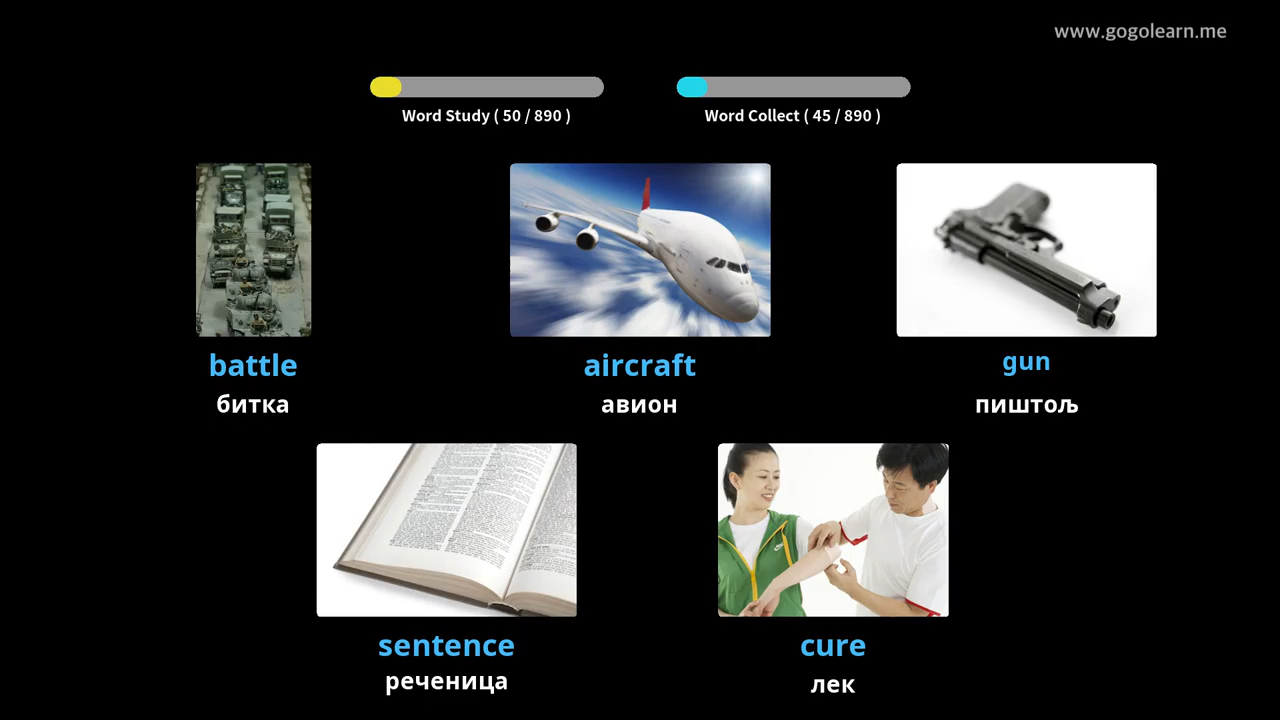 www.gogolearn.me
Word Study ( 50 / 890 )
Word Collect ( 45 / 890 )
battle
aircraft
gun
битка
авион
пиштољ
sentence
cure
реченица
лек